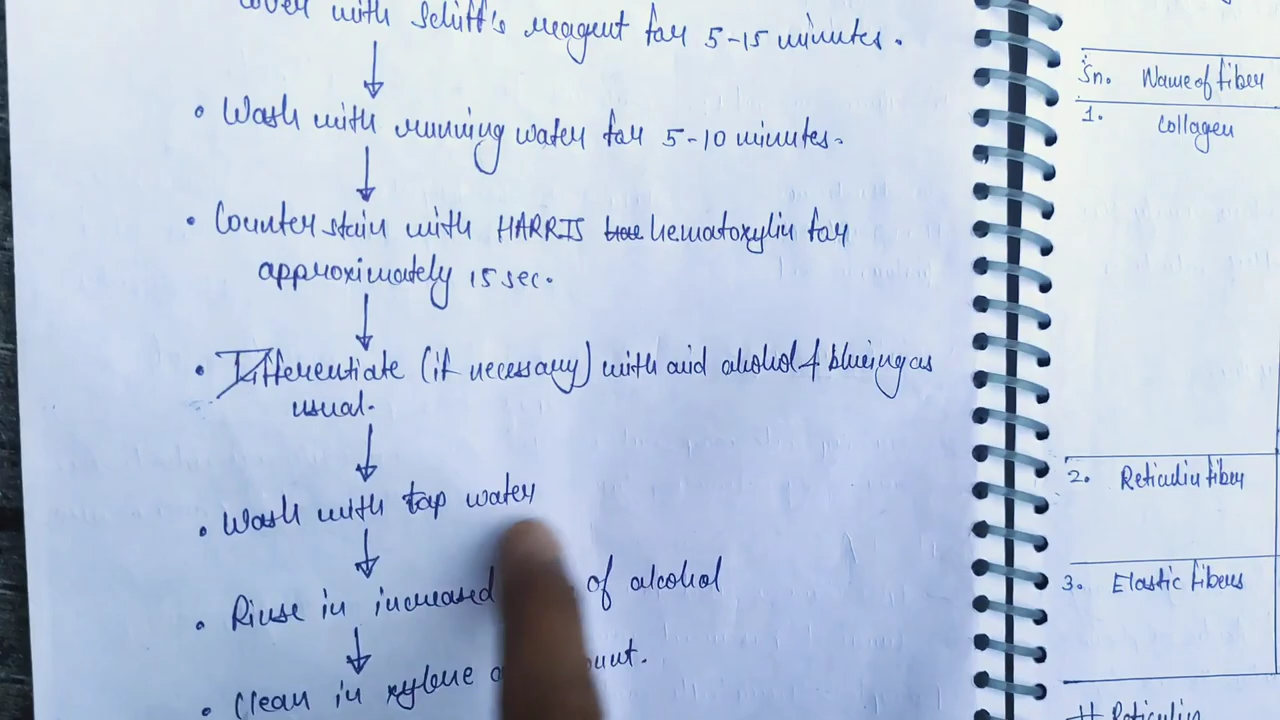 Cover with Schiff's reagent for 5-15 minutes.
• Wash with running water for 5-10 minutes.
• Counter stain with HARRIS hematoxylin for
approximately 15 sec.
• Differentiate (if necessary) with acid alcohol & blueing as
usual.
• Wash with tap water
• Rinse in increased of alcohol
• Clean in xylene
Sn. Name of fiber
1. Collagen
2. Reticulin fiber
3. Elastic fibers
# Reticulin